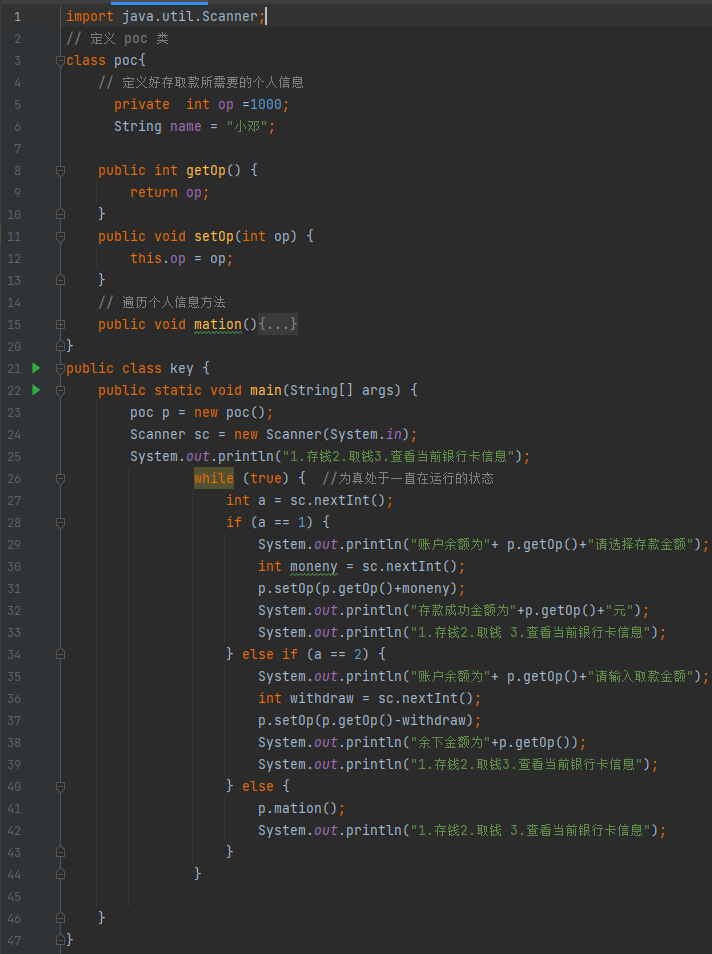 1 import java.util.Scanner;
2 // 定义 poc 类
3 class poc{
4 // 定义好存取款所需要的个人信息
5 private  int op =1000;
6 String name = "小邓";
7
8 public int getOp() {
9 return op;
10 }
11 public void setOp(int op) {
12 this.op = op;
13 }
14 // 遍历个人信息方法
15 public void mation(){...}
20 }
21 public class key {
22 public static void main(String[] args) {
23 poc p = new poc();
24 Scanner sc = new Scanner(System.in);
25 System.out.println("1.存钱2.取钱3.查看当前银行卡信息");
26 while (true) {  //为真处于一直在运行的状态
27 int a = sc.nextInt();
28 if (a == 1) {
29 System.out.println("账户余额为"+ p.getOp()+"请选择存款金额");
30 int moneny = sc.nextInt();
31 p.setOp(p.getOp()+moneny);
32 System.out.println("存款成功金额为"+p.getOp()+"元");
33 System.out.println("1.存钱2.取钱 3.查看当前银行卡信息");
34 } else if (a == 2) {
35 System.out.println("账户余额为"+ p.getOp()+"请输入取款金额");
36 int withdraw = sc.nextInt();
37 p.setOp(p.getOp()-withdraw);
38 System.out.println("余下金额为"+p.getOp());
39 System.out.println("1.存钱2.取钱3.查看当前银行卡信息");
40 } else {
41 p.mation();
42 System.out.println("1.存钱2.取钱 3.查看当前银行卡信息");
43 }
44 }
45
46 }
47 }